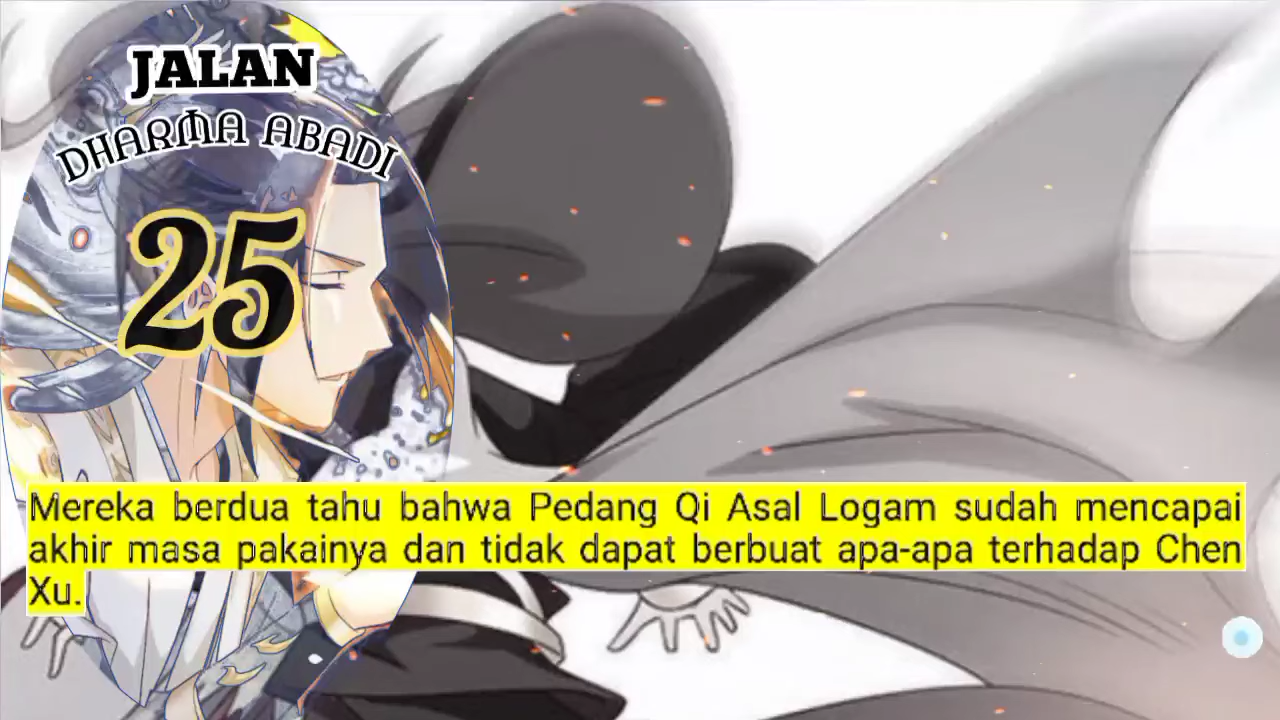 JALAN
DHARMA ABADI
25
Mereka berdua tahu bahwa Pedang Qi Asal Logam sudah mencapai
akhir masa pakainya dan tidak dapat berbuat apa-apa terhadap Chen
Xu.